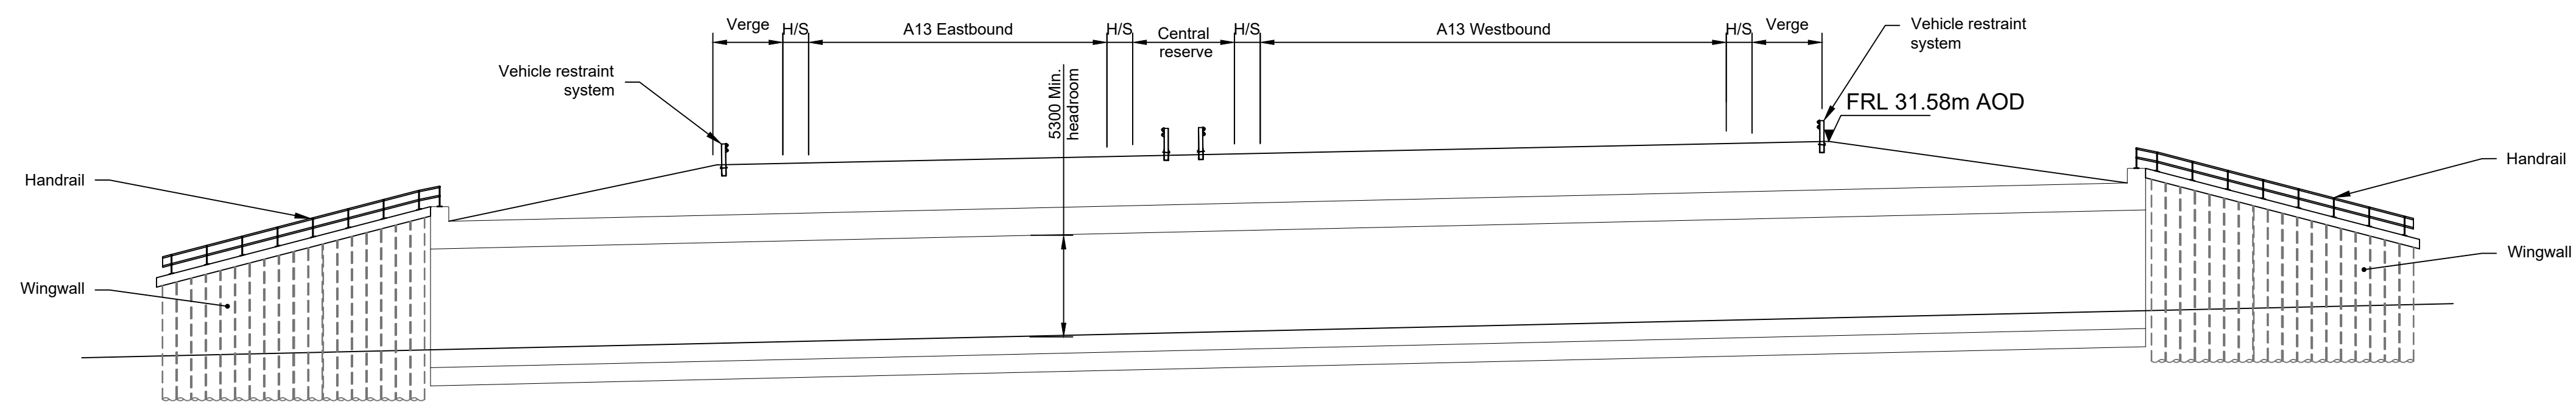 Verge
H/S
A13 Eastbound
H/S
Central
reserve
H/S
A13 Westbound
H/S
Verge
Vehicle restraint
system
Vehicle restraint
system
5300 Min.
headroom
FRL 31.58m AOD
Handrail
Handrail
Wingwall
Wingwall